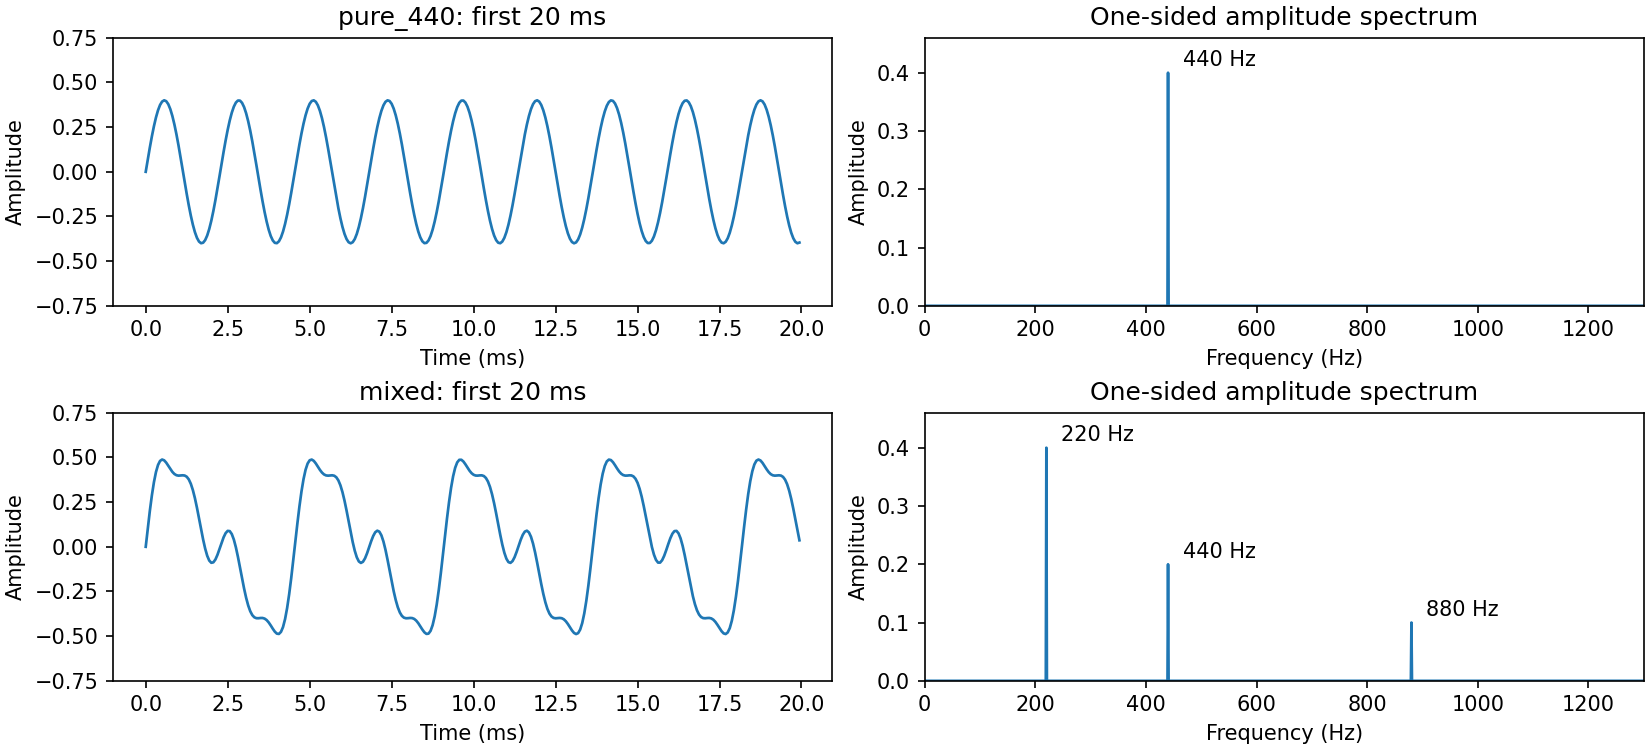 pure_440: first 20 ms
0.75
0.50
0.25
0.00
−0.25
−0.50
−0.75
Amplitude
0.0 2.5 5.0 7.5 10.0 12.5 15.0 17.5 20.0
Time (ms)
One-sided amplitude spectrum
440 Hz
0.4
0.3
0.2
0.1
0.0
Amplitude
0 200 400 600 800 1000 1200
Frequency (Hz)
mixed: first 20 ms
0.75
0.50
0.25
0.00
−0.25
−0.50
−0.75
Amplitude
0.0 2.5 5.0 7.5 10.0 12.5 15.0 17.5 20.0
Time (ms)
One-sided amplitude spectrum
220 Hz
440 Hz
880 Hz
0.4
0.3
0.2
0.1
0.0
Amplitude
0 200 400 600 800 1000 1200
Frequency (Hz)